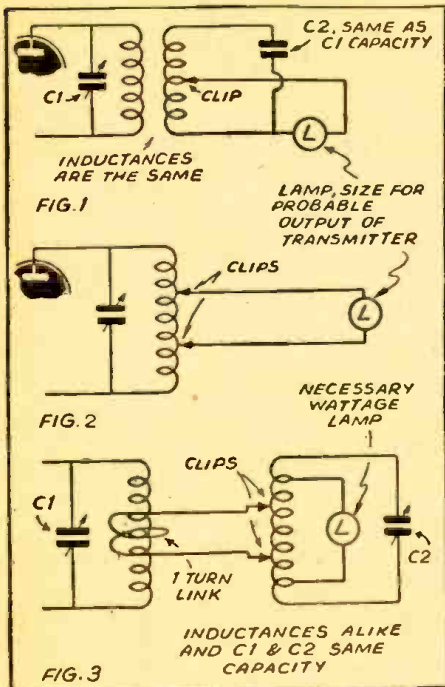 C2, SAME AS
C1 CAPACITY
C1
CLIP
L
INDUCTANCES
ARE THE SAME
LAMP, SIZE FOR
PROBABLE
OUTPUT OF
TRANSMITTER
FIG.1
CLIPS
L
FIG.2
NECESSARY
WATTAGE
LAMP
CLIPS
C1
L
C2
1 TURN
LINK
INDUCTANCES ALIKE
AND C1 & C2 SAME
CAPACITY
FIG.3